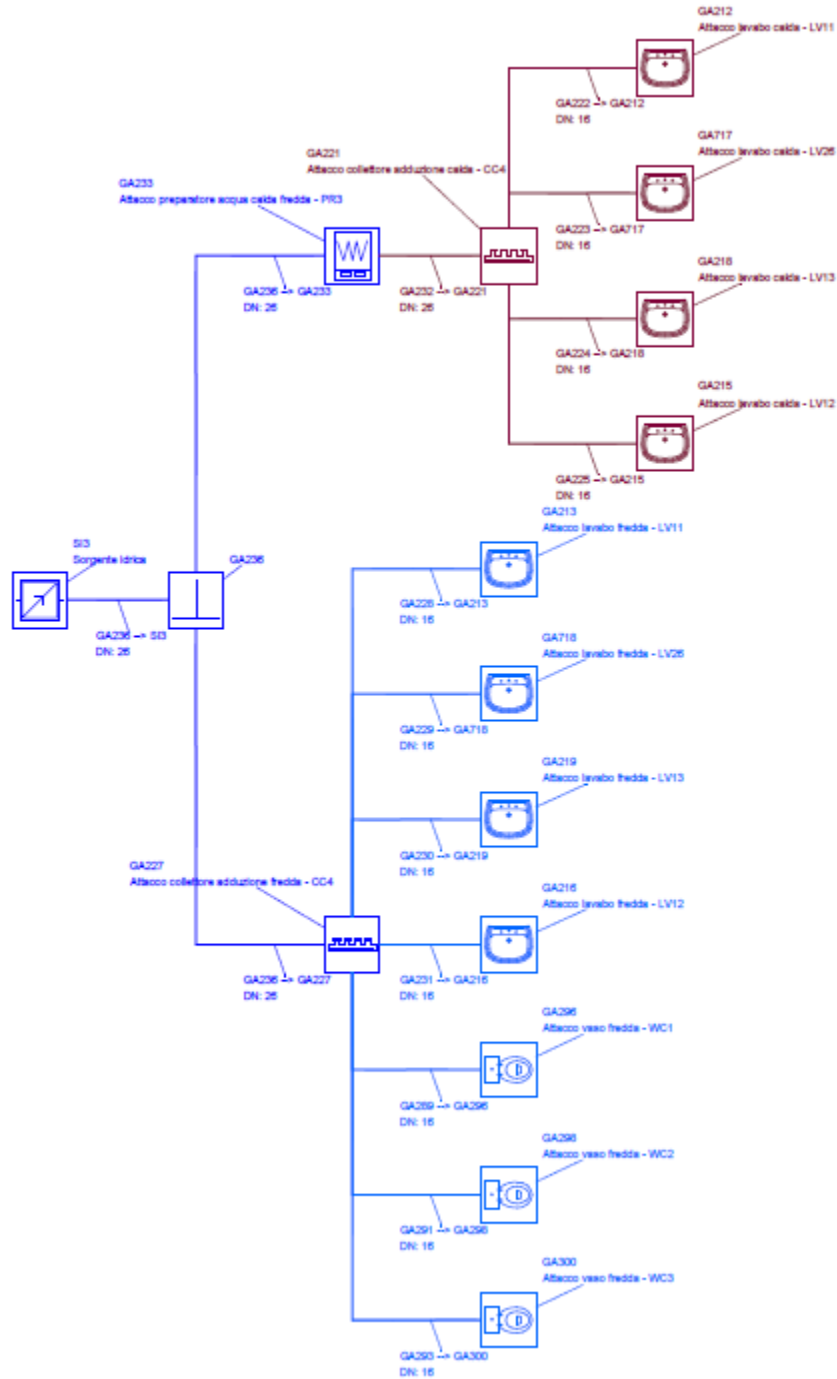 GA212
Attacco lavabo calda - LV11
GA222 --> GA212
DN: 16
GA717
Attacco lavabo calda - LV26
GA223 --> GA717
DN: 16
GA221
Attacco collettore adduzione calda - CC4
GA233
Attacco preparatore acqua calda fredda - PR3
GA236 --> GA233
DN: 26
GA232 --> GA221
DN: 26
GA218
Attacco lavabo calda - LV13
GA224 --> GA218
DN: 16
GA215
Attacco lavabo calda - LV12
GA225 --> GA215
DN: 16
SI3
Sorgente idrica
GA236 --> SI3
DN: 26
GA236
GA213
Attacco lavabo fredda - LV11
GA228 --> GA213
DN: 16
GA718
Attacco lavabo fredda - LV26
GA229 --> GA718
DN: 16
GA219
Attacco lavabo fredda - LV13
GA230 --> GA219
DN: 16
GA227
Attacco collettore adduzione fredda - CC4
GA236 --> GA227
DN: 26
GA216
Attacco lavabo fredda - LV12
GA231 --> GA216
DN: 16
GA296
Attacco vaso fredda - WC1
GA289 --> GA296
DN: 16
GA298
Attacco vaso fredda - WC2
GA291 --> GA298
DN: 16
GA300
Attacco vaso fredda - WC3
GA293 --> GA300
DN: 16